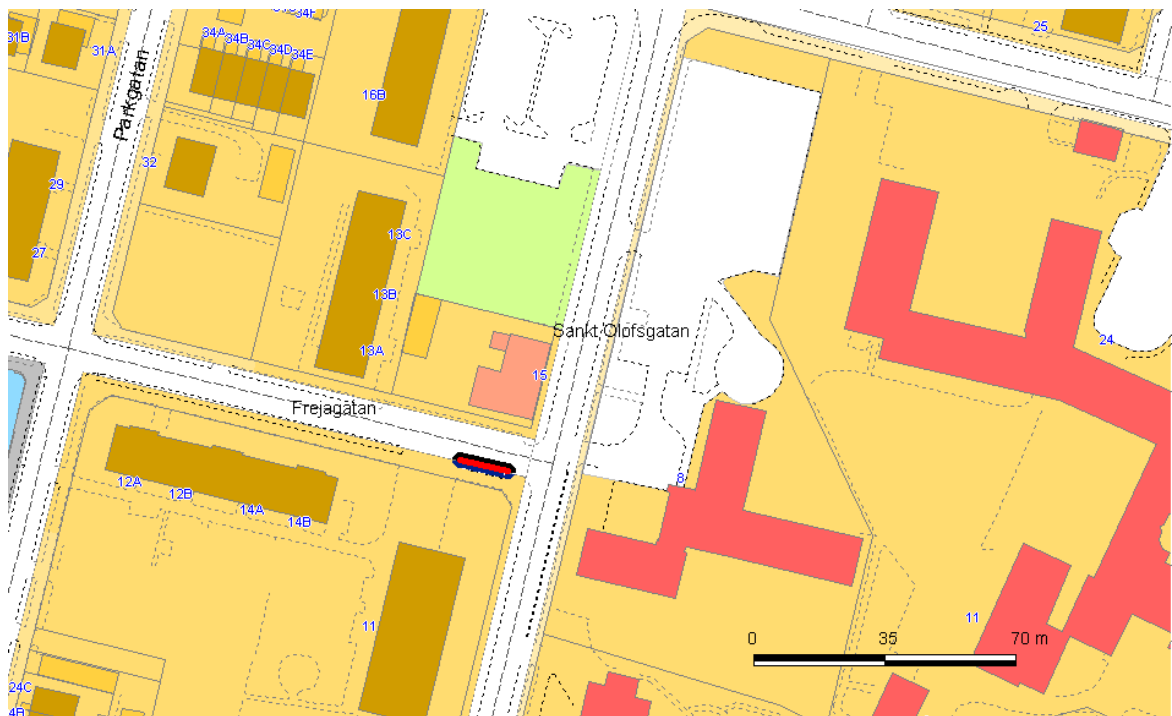 34F
31B
31A
34A
34B
34C
34D
34E
25
16B
Parkgatan
32
29
13C
27
13B
Sankt Olofsgatan
24
13A
15
Frejagatan
12A
12B
14A
14B
8
11
11
0 35 70 m
24C
4B